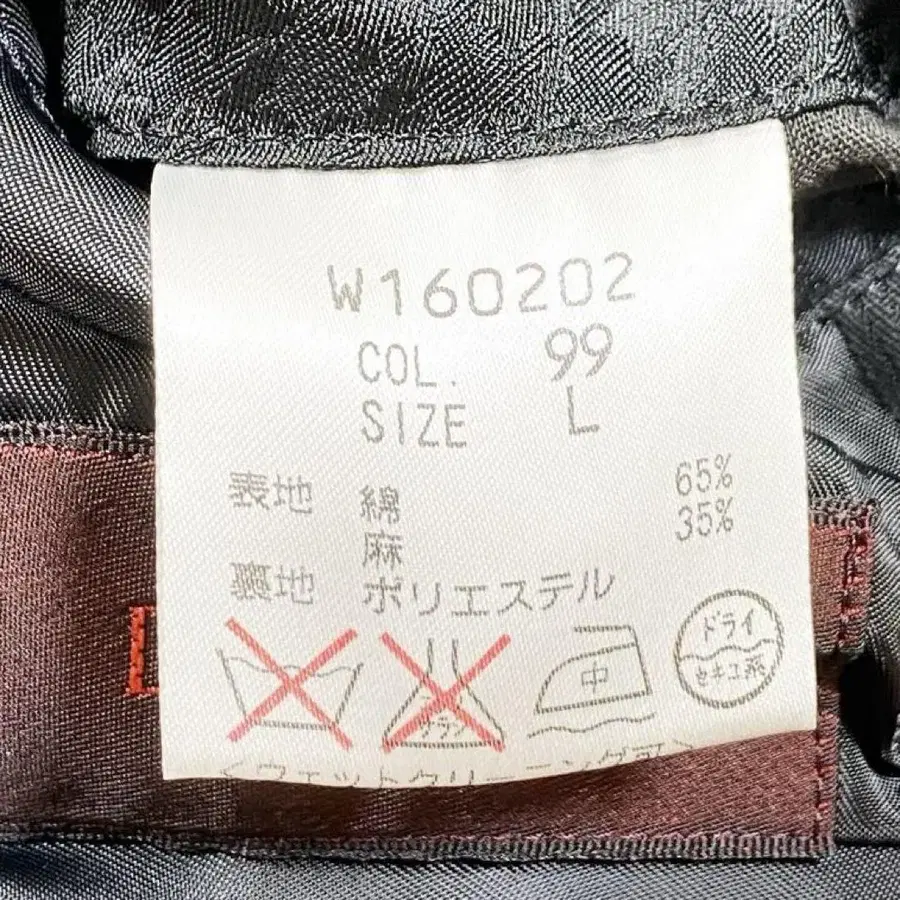 W160202
COL. 99
SIZE L
表地 綿 65%
麻 35%
裏地 ポリエステル
中
ドライ
セキユ系